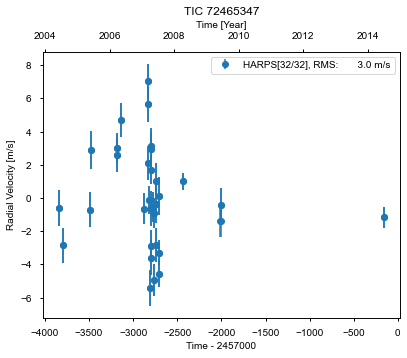 TIC 72465347
Time [Year]
2004 2006 2008 2010 2012 2014
HARPS[32/32], RMS: 3.0 m/s
Radial Velocity [m/s]
8
6
4
2
0
−2
−4
−6
−4000 −3500 −3000 −2500 −2000 −1500 −1000 −500 0
Time - 2457000